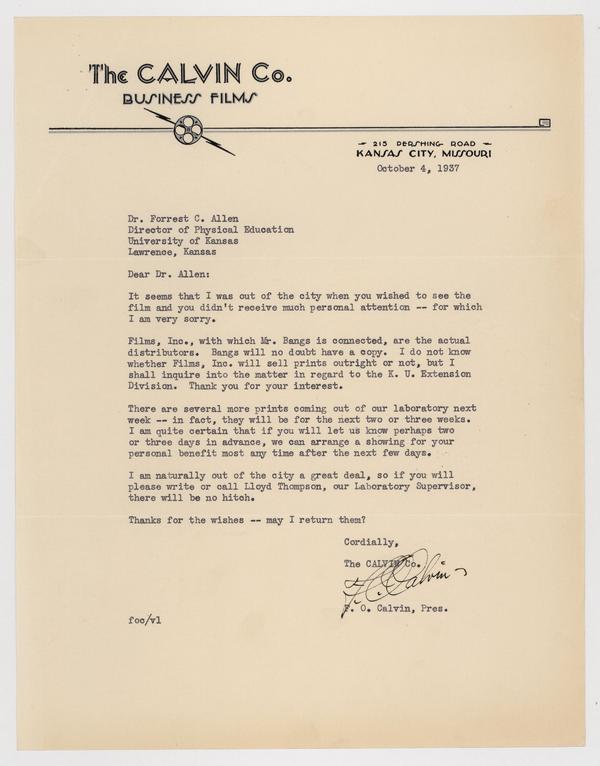 The CALVIN Co.
BUSINESS FILMS
215 PERSHING ROAD
KANSAS CITY, MISSOURI
October 4, 1937
Dr. Forrest C. Allen
Director of Physical Education
University of Kansas
Lawrence, Kansas
Dear Dr. Allen:
It seems that I was out of the city when you wished to see the
film and you didn't receive much personal attention -- for which
I am very sorry.
Films, Inc., with which Mr. Bangs is connected, are the actual
distributors. Bangs will no doubt have a copy. I do not know
whether Films, Inc. will sell prints outright or not, but I
shall inquire into the matter in regard to the K. U. Extension
Division. Thank you for your interest.
There are several more prints coming out of our laboratory next
week -- in fact, they will be for the next two or three weeks.
I am quite certain that if you will let us know perhaps two
or three days in advance, we can arrange a showing for your
personal benefit most any time after the next few days.
I am naturally out of the city a great deal, so if you will
please write or call Lloyd Thompson, our Laboratory Supervisor,
there will be no hitch.
Thanks for the wishes -- may I return them?
Cordially,
The CALVIN Co.
F. O. Calvin
F. O. Calvin, Pres.
foc/vl